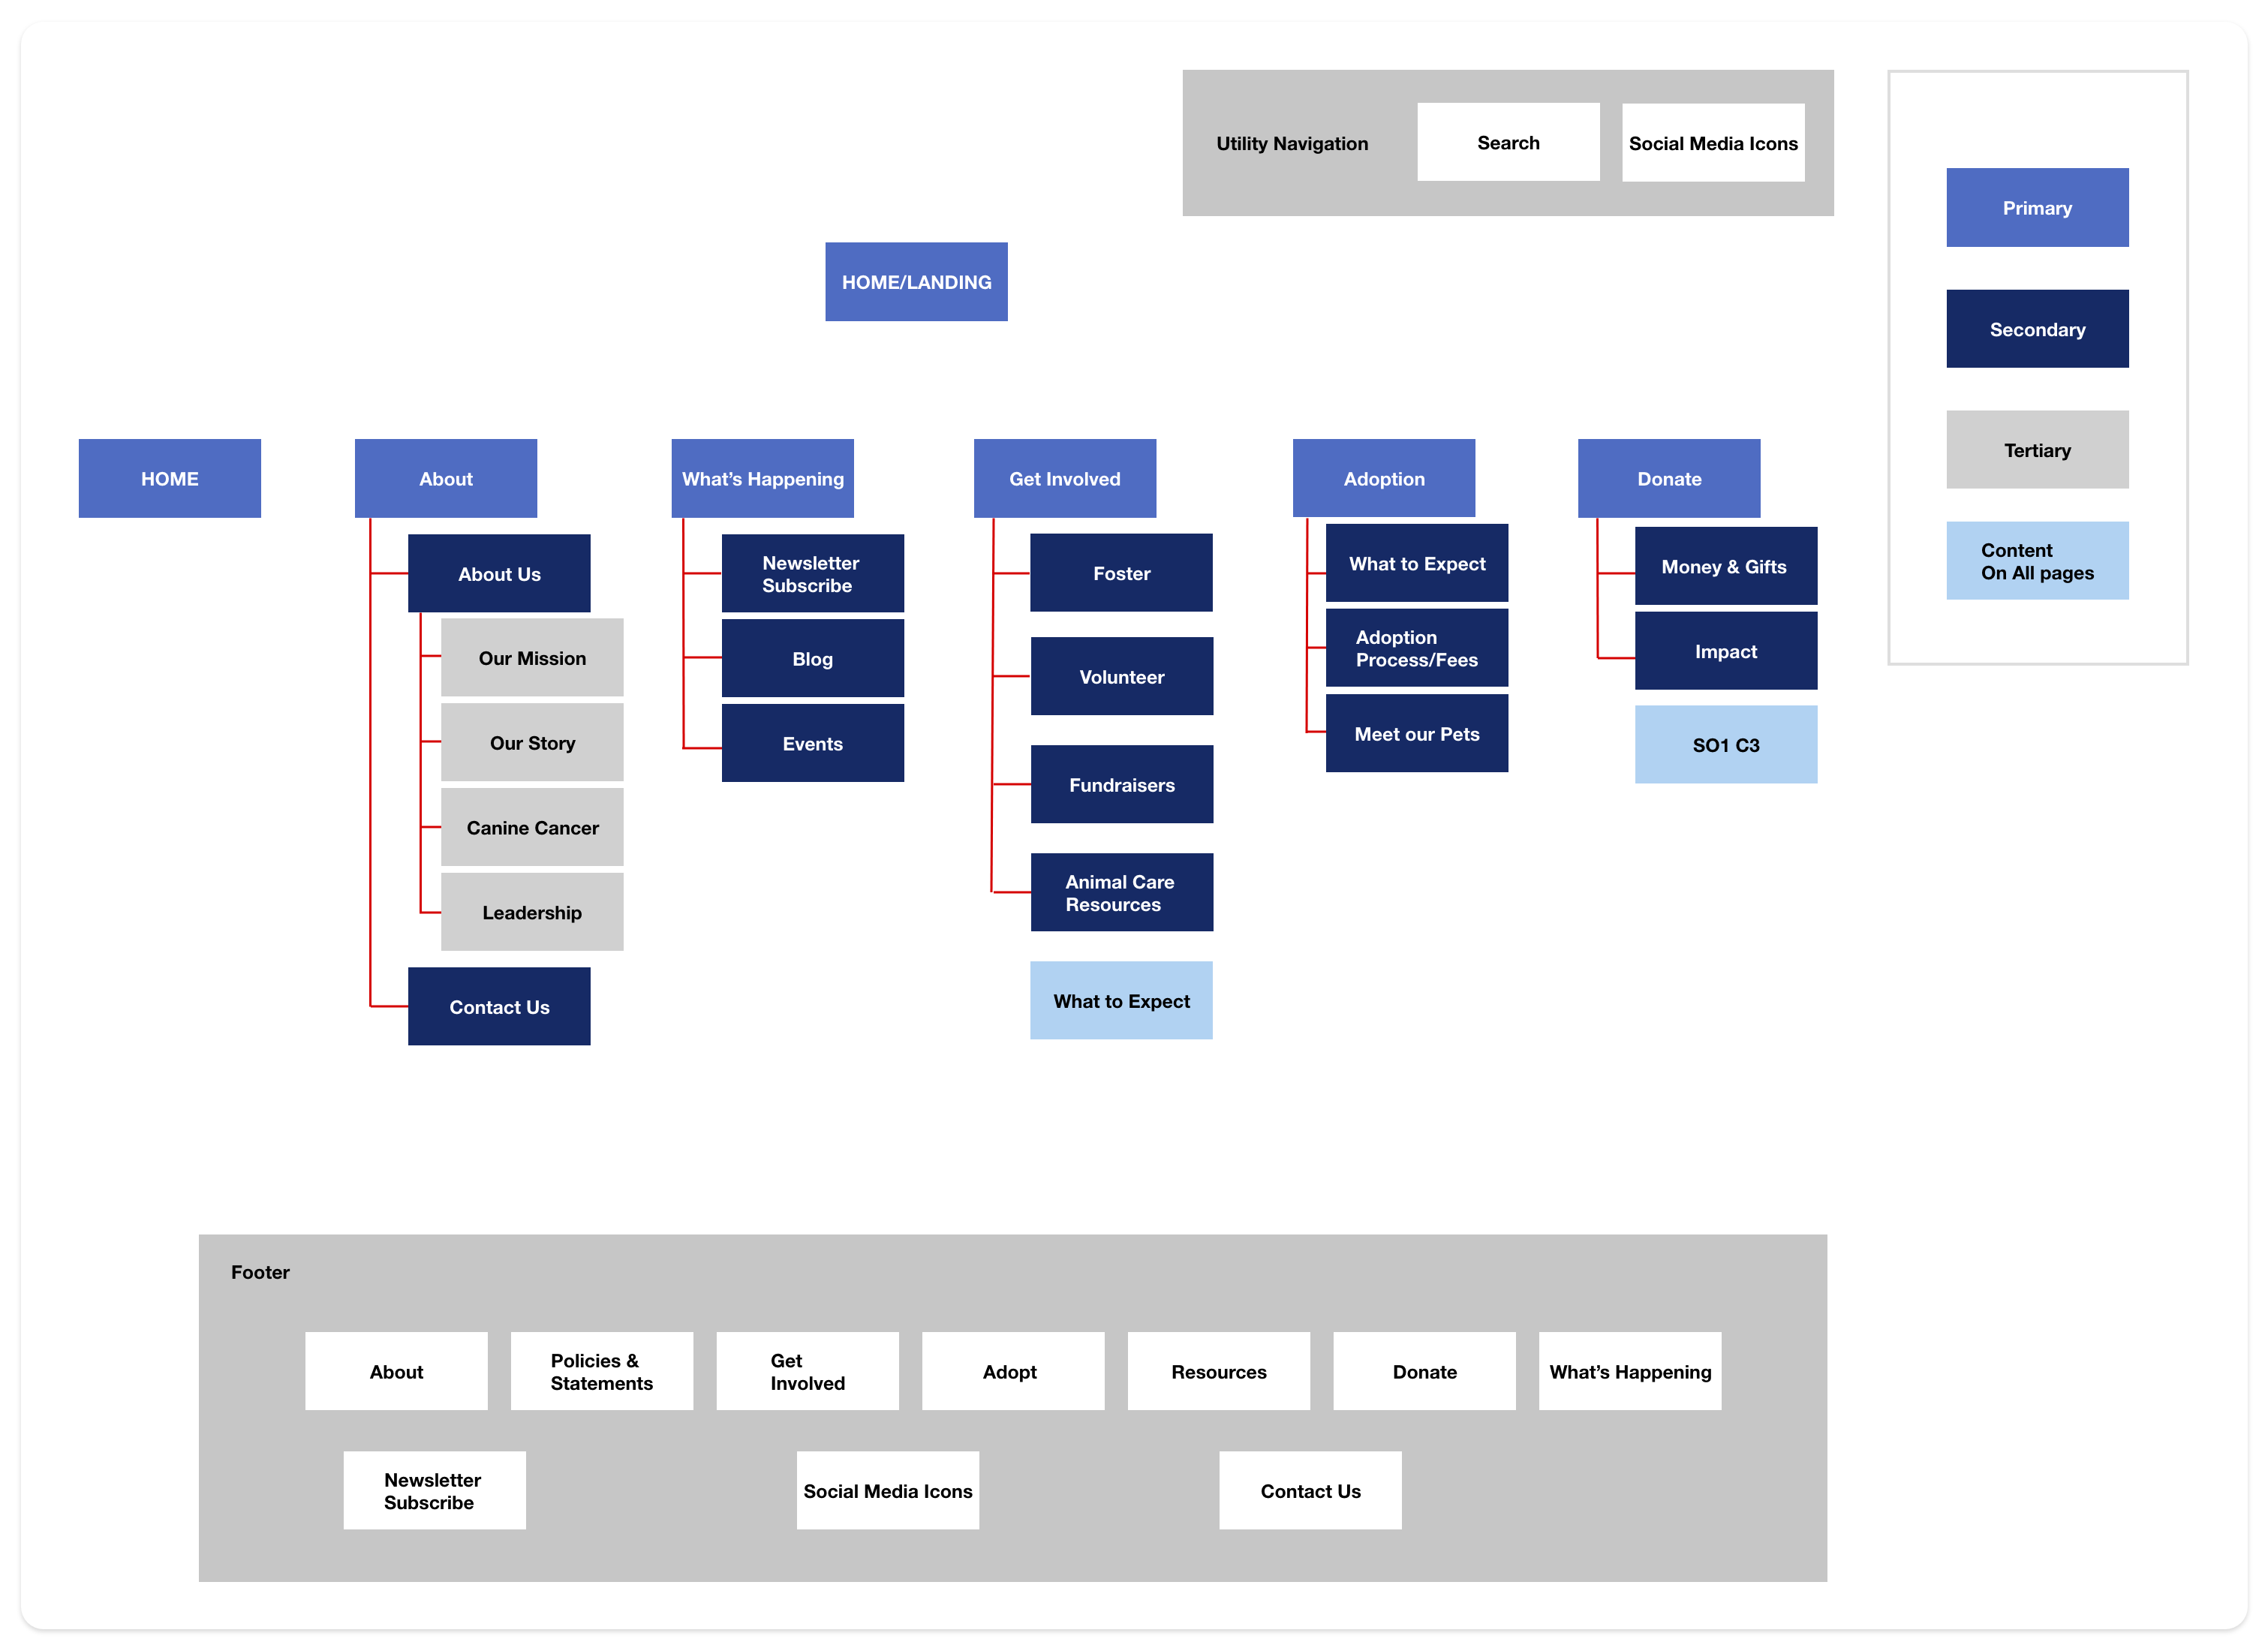 Utility Navigation
Search
Social Media Icons
Primary
Secondary
Tertiary
Content
On All pages
HOME/LANDING
HOME
About
What’s Happening
Get Involved
Adoption
Donate
About Us
Our Mission
Our Story
Canine Cancer
Leadership
Contact Us
Newsletter
Subscribe
Blog
Events
Foster
Volunteer
Fundraisers
Animal Care
Resources
What to Expect
What to Expect
Adoption
Process/Fees
Meet our Pets
Money & Gifts
Impact
SO1 C3
Footer
About
Policies &
Statements
Get
Involved
Adopt
Resources
Donate
What’s Happening
Newsletter
Subscribe
Social Media Icons
Contact Us